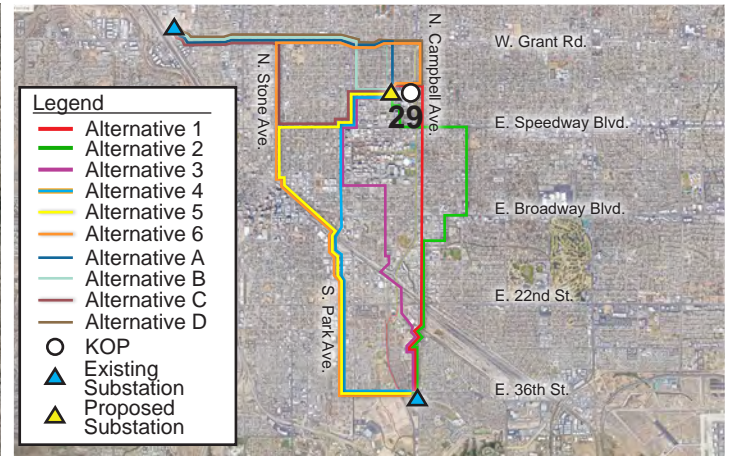 W. Grant Rd.
N. Campbell Ave.
N. Stone Ave.
29
E. Speedway Blvd.
E. Broadway Blvd.
E. 22nd St.
S. Park Ave.
E. 36th St.
Legend
Alternative 1
Alternative 2
Alternative 3
Alternative 4
Alternative 5
Alternative 6
Alternative A
Alternative B
Alternative C
Alternative D
KOP
Existing
Substation
Proposed
Substation